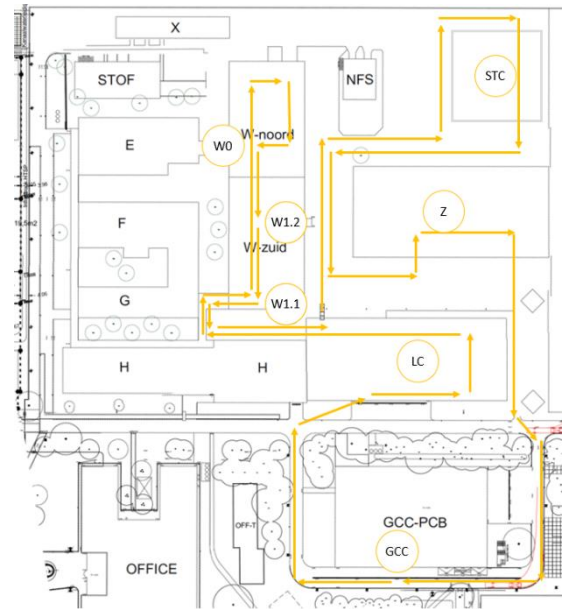 X
STOF
NFS
STC
E
W0
W-noord
Z
F
W1.2
W-zuid
G
W1.1
H
H
LC
OFF-T
GCC-PCB
GCC
OFFICE